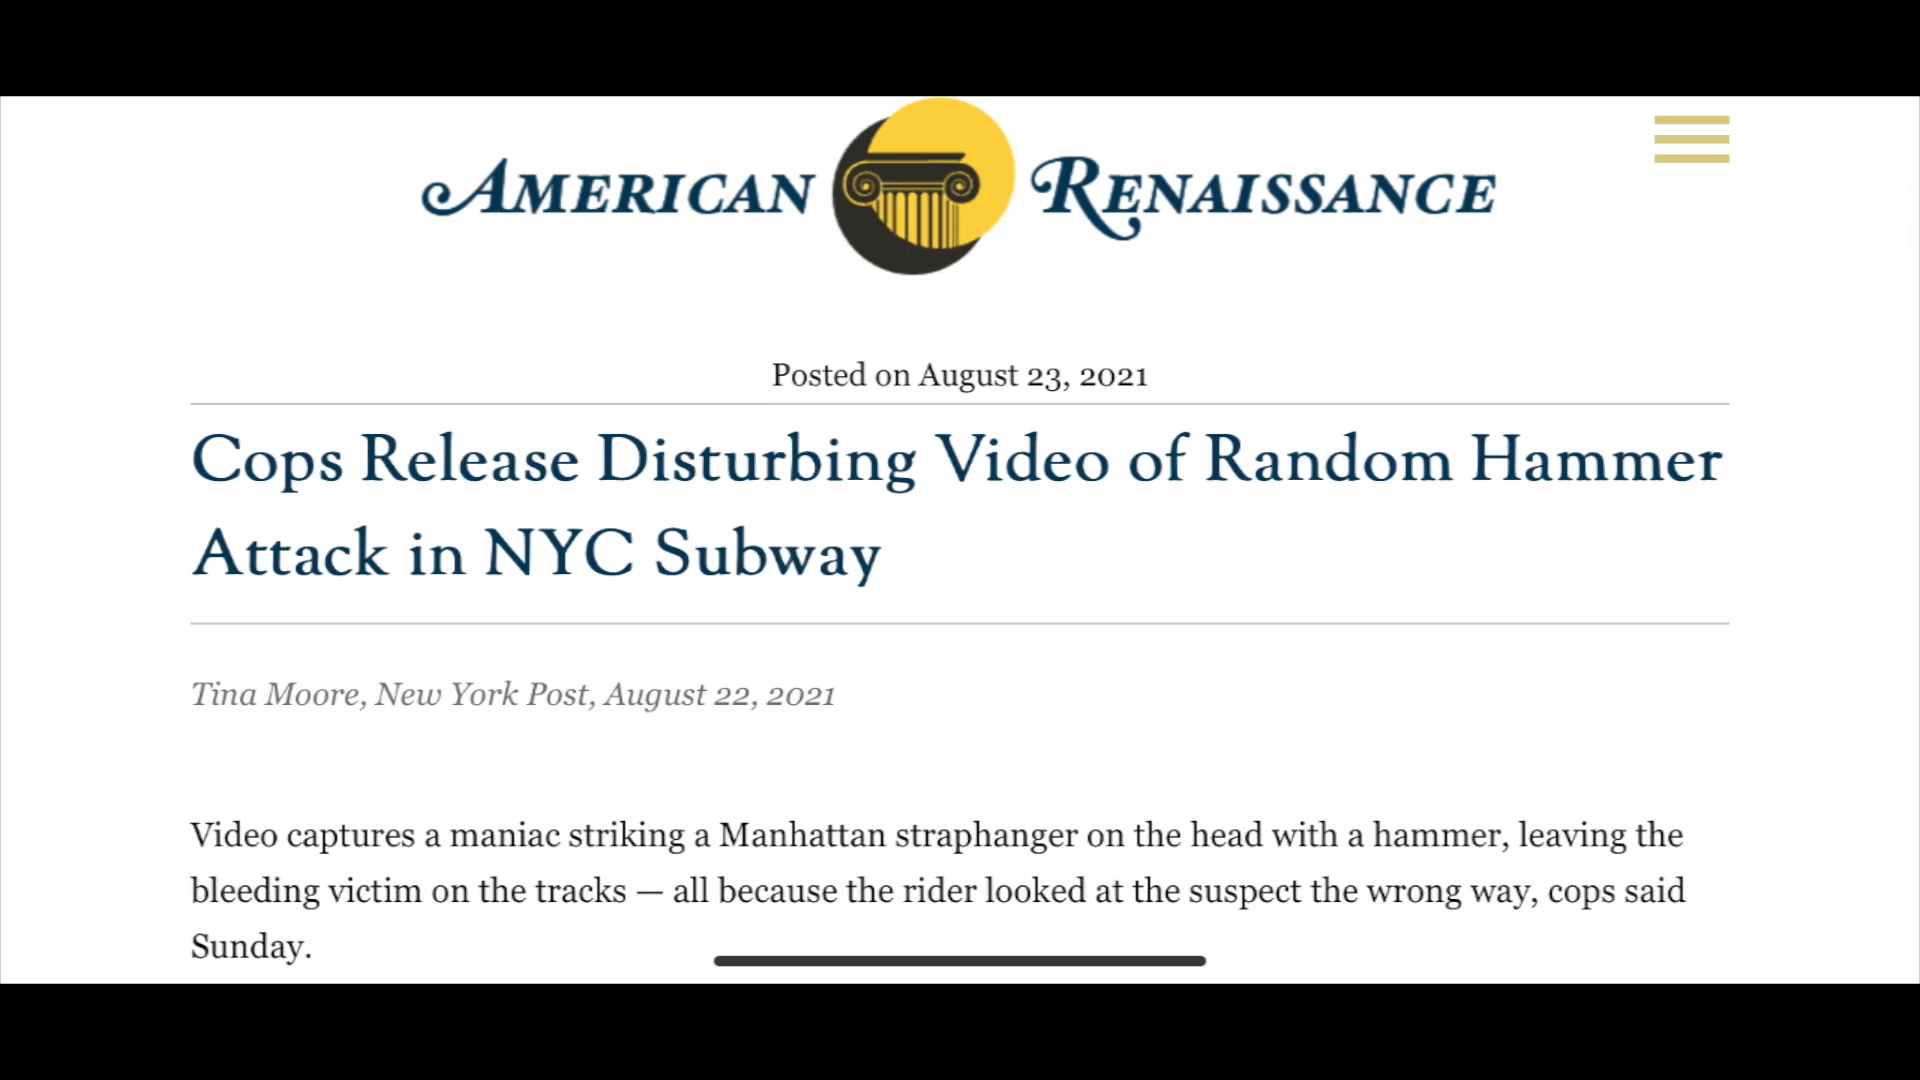 American Renaissance
Posted on August 23, 2021
Cops Release Disturbing Video of Random Hammer
Attack in NYC Subway
Tina Moore, New York Post, August 22, 2021
Video captures a maniac striking a Manhattan straphanger on the head with a hammer, leaving the
bleeding victim on the tracks — all because the rider looked at the suspect the wrong way, cops said
Sunday.